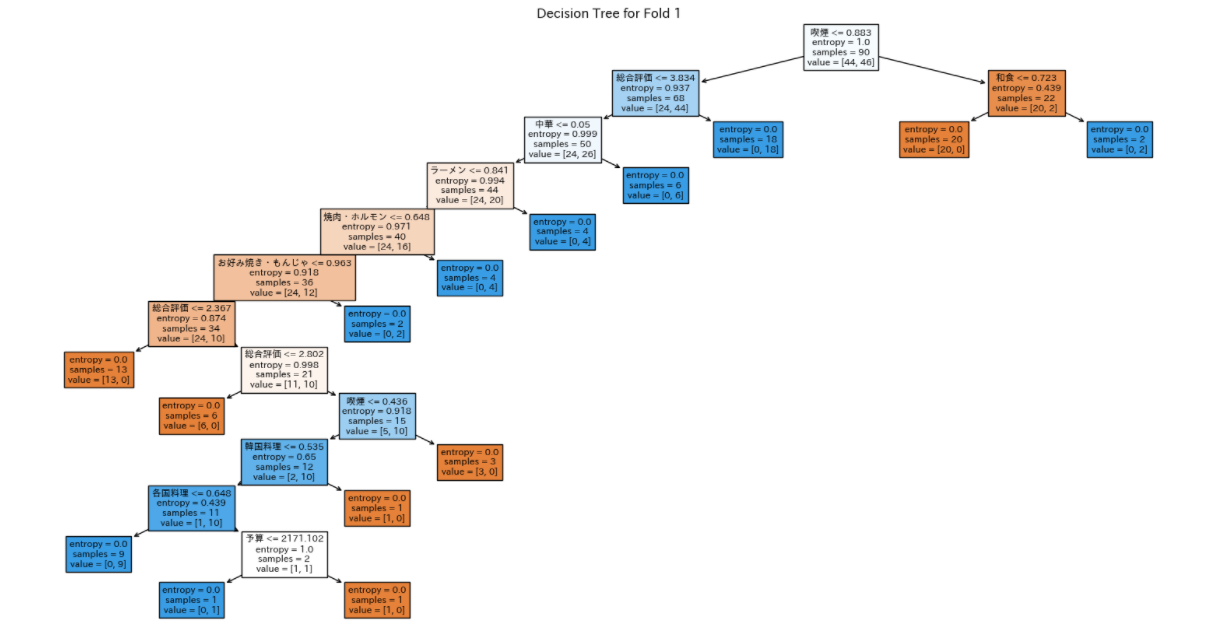 Decision Tree for Fold 1
喫煙 <= 0.883
entropy = 1.0
samples = 90
value = [44, 46]
総合評価 <= 3.834
entropy = 0.937
samples = 68
value = [24, 44]
和食 <= 0.723
entropy = 0.439
samples = 22
value = [20, 2]
中華 <= 0.05
entropy = 0.999
samples = 50
value = [24, 26]
entropy = 0.0
samples = 18
value = [0, 18]
entropy = 0.0
samples = 20
value = [20, 0]
entropy = 0.0
samples = 2
value = [0, 2]
ラーメン <= 0.841
entropy = 0.994
samples = 44
value = [24, 20]
entropy = 0.0
samples = 6
value = [0, 6]
焼肉・ホルモン <= 0.648
entropy = 0.971
samples = 40
value = [24, 16]
entropy = 0.0
samples = 4
value = [0, 4]
お好み焼き・もんじゃ <= 0.963
entropy = 0.918
samples = 36
value = [24, 12]
entropy = 0.0
samples = 4
value = [0, 4]
総合評価 <= 2.367
entropy = 0.874
samples = 34
value = [24, 10]
entropy = 0.0
samples = 2
value = [0, 2]
entropy = 0.0
samples = 13
value = [13, 0]
総合評価 <= 2.802
entropy = 0.998
samples = 21
value = [11, 10]
entropy = 0.0
samples = 6
value = [6, 0]
喫煙 <= 0.436
entropy = 0.918
samples = 15
value = [5, 10]
韓国料理 <= 0.535
entropy = 0.65
samples = 12
value = [2, 10]
entropy = 0.0
samples = 3
value = [3, 0]
各国料理 <= 0.648
entropy = 0.439
samples = 11
value = [1, 10]
entropy = 0.0
samples = 1
value = [1, 0]
entropy = 0.0
samples = 9
value = [0, 9]
予算 <= 2171.102
entropy = 1.0
samples = 2
value = [1, 1]
entropy = 0.0
samples = 1
value = [0, 1]
entropy = 0.0
samples = 1
value = [1, 0]